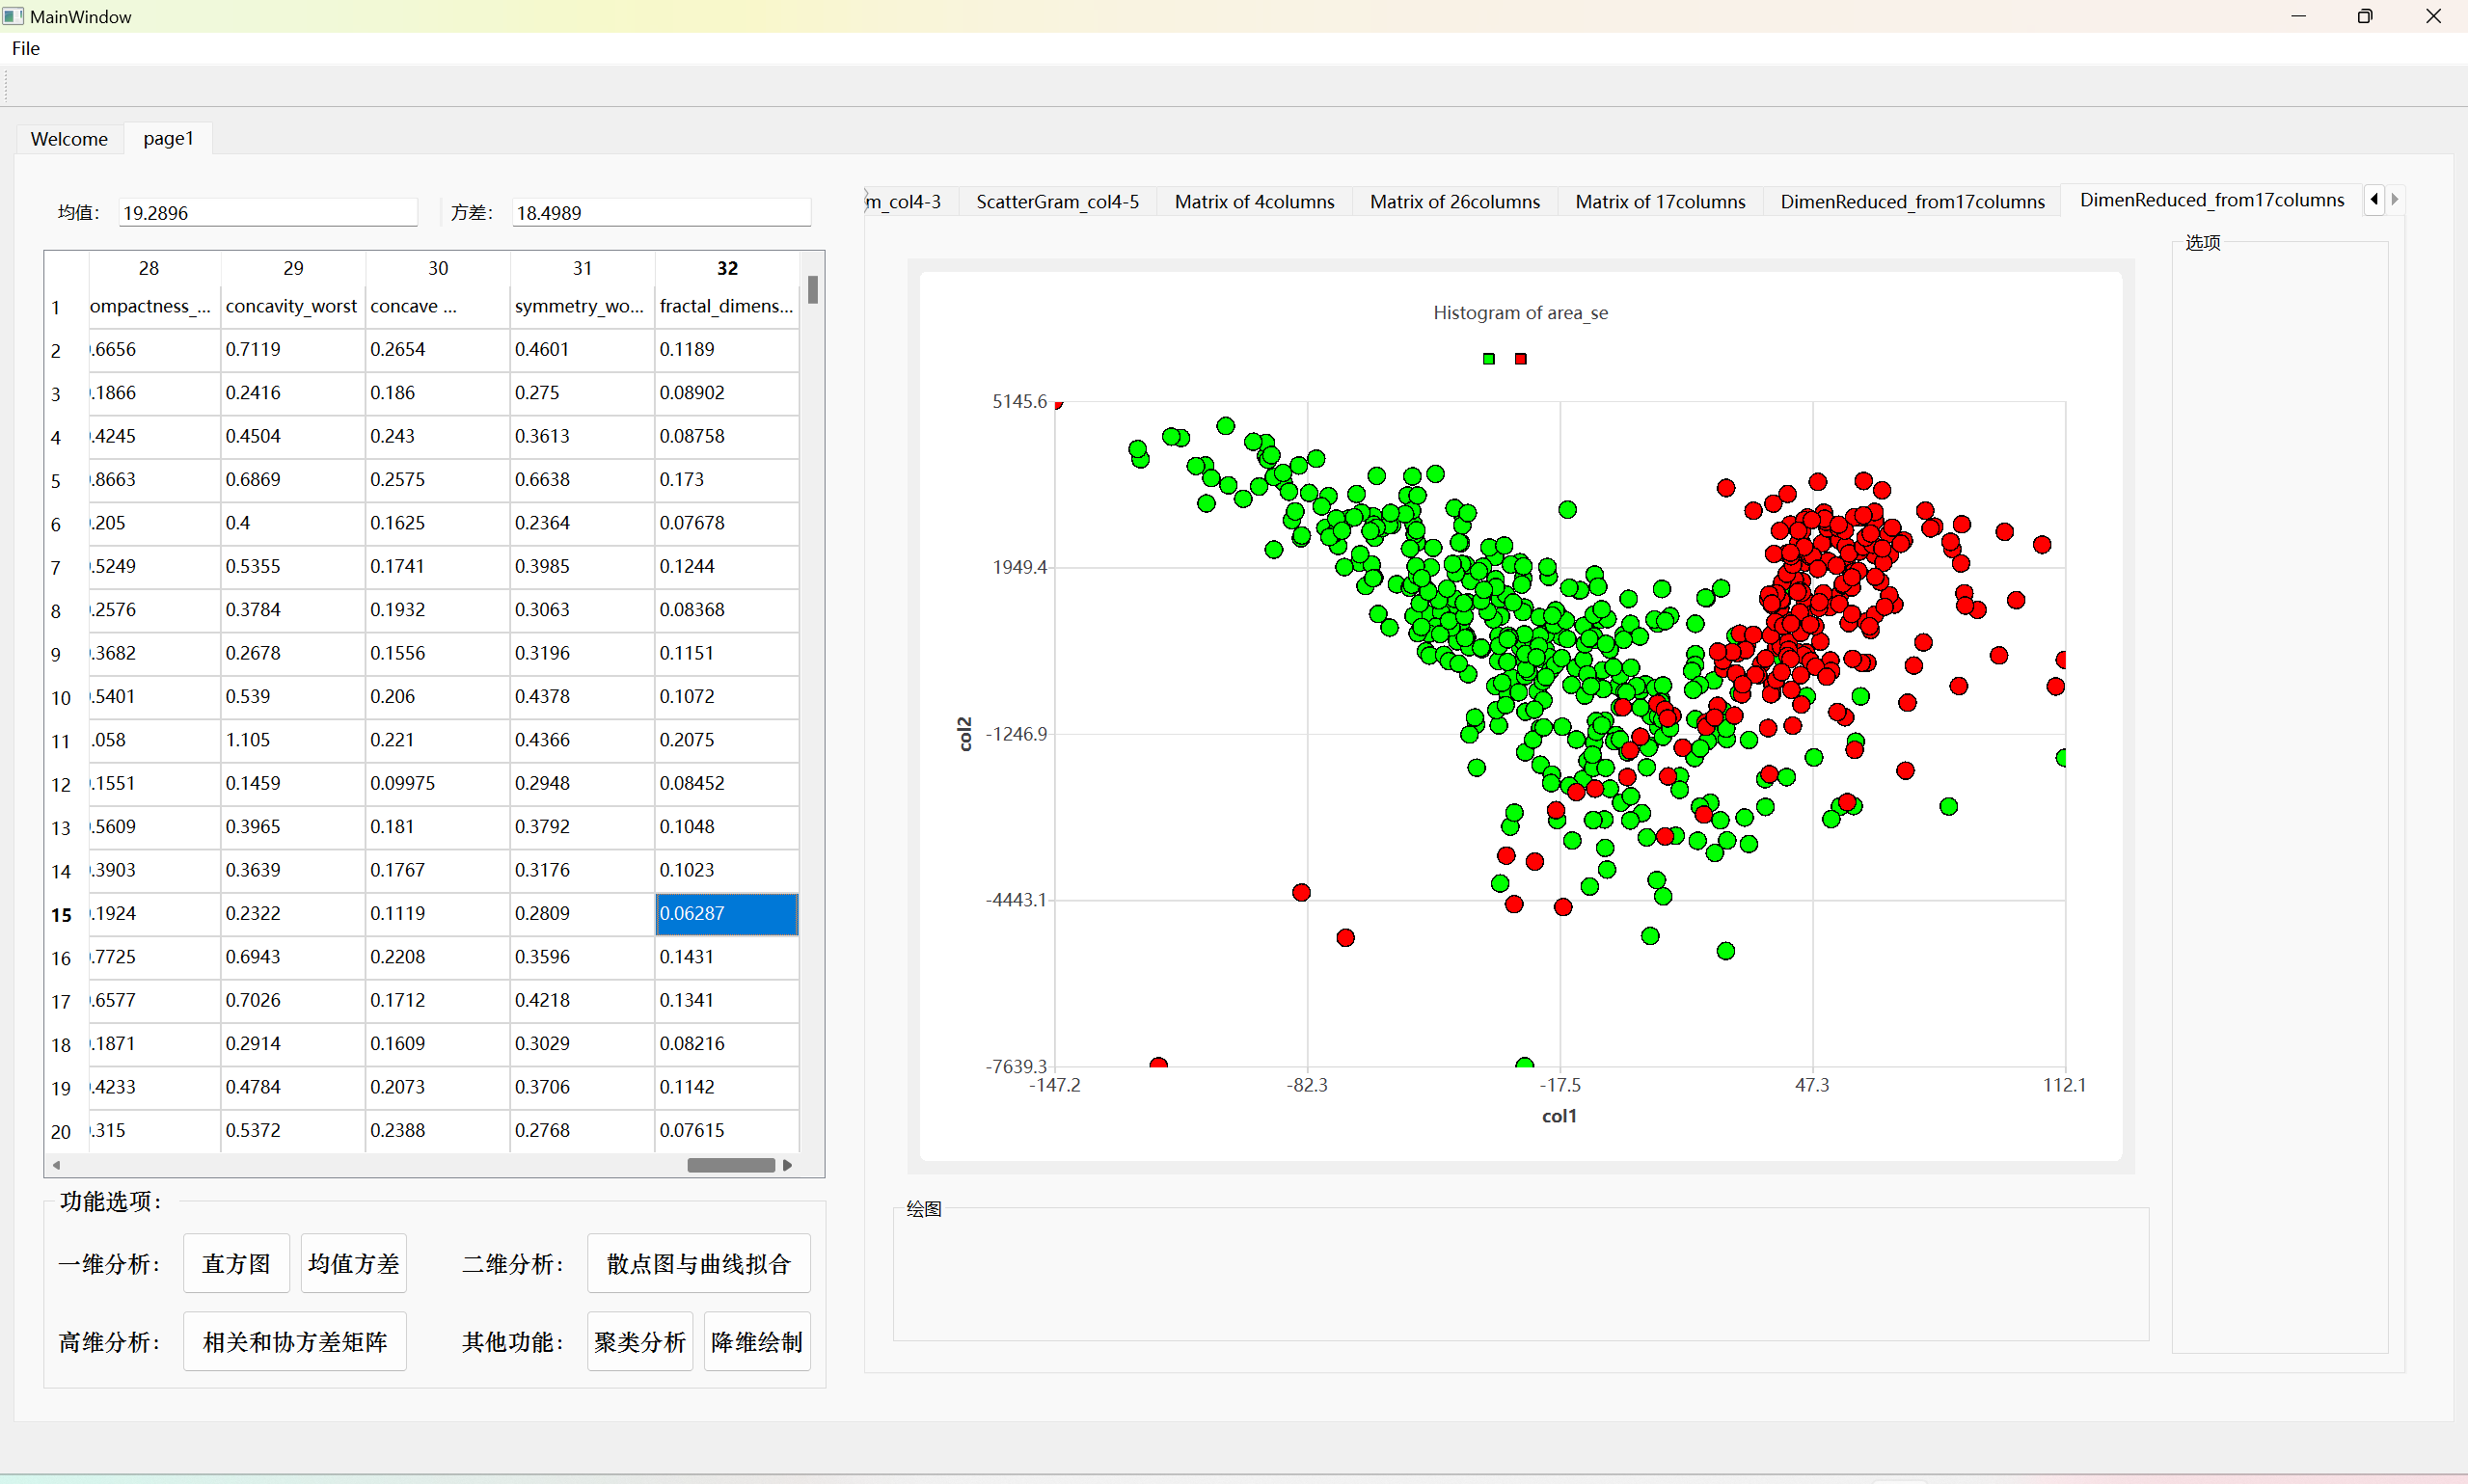 MainWindow
File
Welcome page1
均值： 19.2896 方差： 18.4989
m_col4-3 ScatterGram_col4-5 Matrix of 4columns Matrix of 26columns Matrix of 17columns DimenReduced_from17columns DimenReduced_from17columns
28 29 30 31 32
1 ompactness_... concavity_worst concave ... symmetry_wo... fractal_dimens...
2 .6656 0.7119 0.2654 0.4601 0.1189
3 .1866 0.2416 0.186 0.275 0.08902
4 .4245 0.4504 0.243 0.3613 0.08758
5 .8663 0.6869 0.2575 0.6638 0.173
6 .205 0.4 0.1625 0.2364 0.07678
7 .5249 0.5355 0.1741 0.3985 0.1244
8 .2576 0.3784 0.1932 0.3063 0.08368
9 .3682 0.2678 0.1556 0.3196 0.1151
10 .5401 0.539 0.206 0.4378 0.1072
11 .058 1.105 0.221 0.4366 0.2075
12 .1551 0.1459 0.09975 0.2948 0.08452
13 .5609 0.3965 0.181 0.3792 0.1048
14 .3903 0.3639 0.1767 0.3176 0.1023
15 .1924 0.2322 0.1119 0.2809 0.06287
16 .7725 0.6943 0.2208 0.3596 0.1431
17 .6577 0.7026 0.1712 0.4218 0.1341
18 .1871 0.2914 0.1609 0.3029 0.08216
19 .4233 0.4784 0.2073 0.3706 0.1142
20 .315 0.5372 0.2388 0.2768 0.07615
功能选项：
一维分析： 直方图 均值方差 二维分析： 散点图与曲线拟合
高维分析： 相关和协方差矩阵 其他功能： 聚类分析 降维绘制
Histogram of area_se
5145.6
1949.4
-1246.9
-4443.1
-7639.3
col2
-147.2 -82.3 -17.5 47.3 112.1
col1
选项
绘图